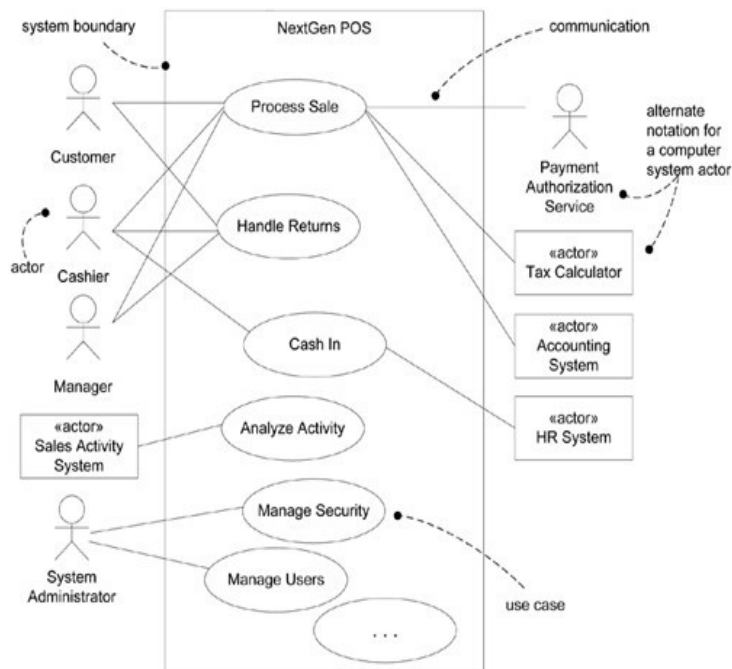 system boundary
NextGen POS
communication
Process Sale
alternate
notation for
a computer
system actor
Customer
Payment
Authorization
Service
Handle Returns
actor
Cashier
«actor»
Tax Calculator
Cash In
«actor»
Accounting
System
Manager
«actor»
Sales Activity
System
Analyze Activity
«actor»
HR System
Manage Security
System
Administrator
Manage Users
use case
. . .